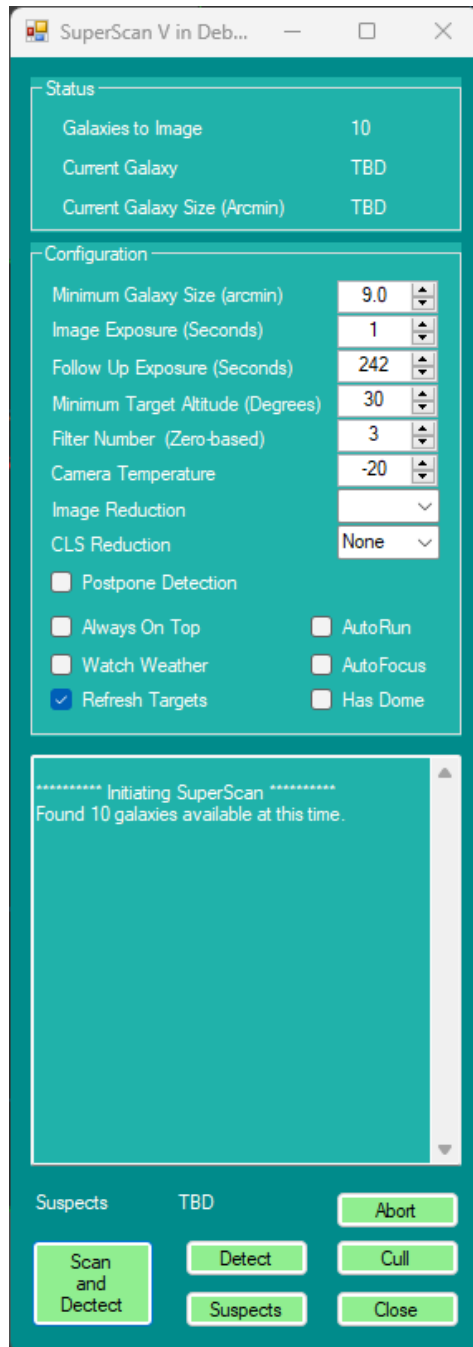 SuperScan V in Deb...
Status
Galaxies to Image 10
Current Galaxy TBD
Current Galaxy Size (Arcmin) TBD
Configuration
Minimum Galaxy Size (arcmin) 9.0
Image Exposure (Seconds) 1
Follow Up Exposure (Seconds) 242
Minimum Target Altitude (Degrees) 30
Filter Number (Zero-based) 3
Camera Temperature -20
Image Reduction
CLS Reduction None
Postpone Detection
Always On Top AutoRun
Watch Weather AutoFocus
Refresh Targets Has Dome
********** Initiating SuperScan **********
Found 10 galaxies available at this time.
Suspects TBD Abort
Scan
and
Dectect
Detect Cull
Suspects Close